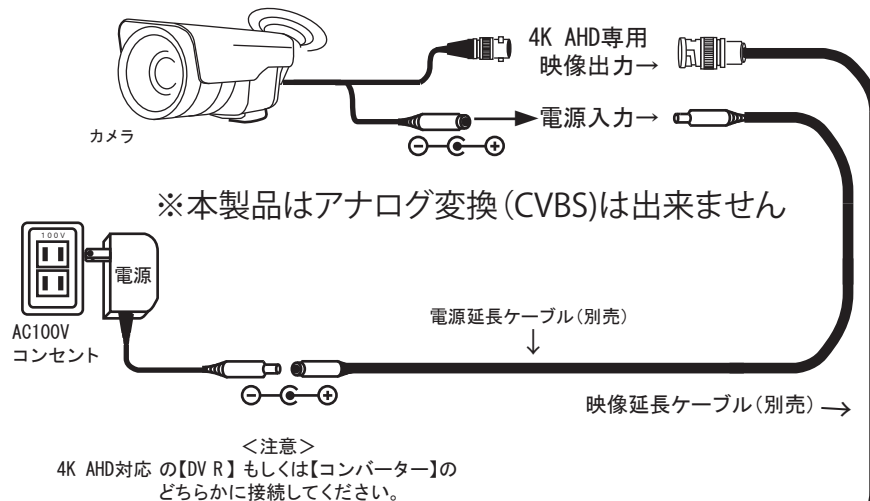 4K AHD専用
映像出力→
電源入力→
カメラ
⊖ ⊕
※本製品はアナログ変換(CVBS)は出来ません
100V
電源
AC100V
コンセント
電源延長ケーブル(別売)
↓
⊖ ⊕
映像延長ケーブル(別売)→
<注意>
4K AHD対応 の【DV R】もしくは【コンバーター】の
どちらかに接続してください。